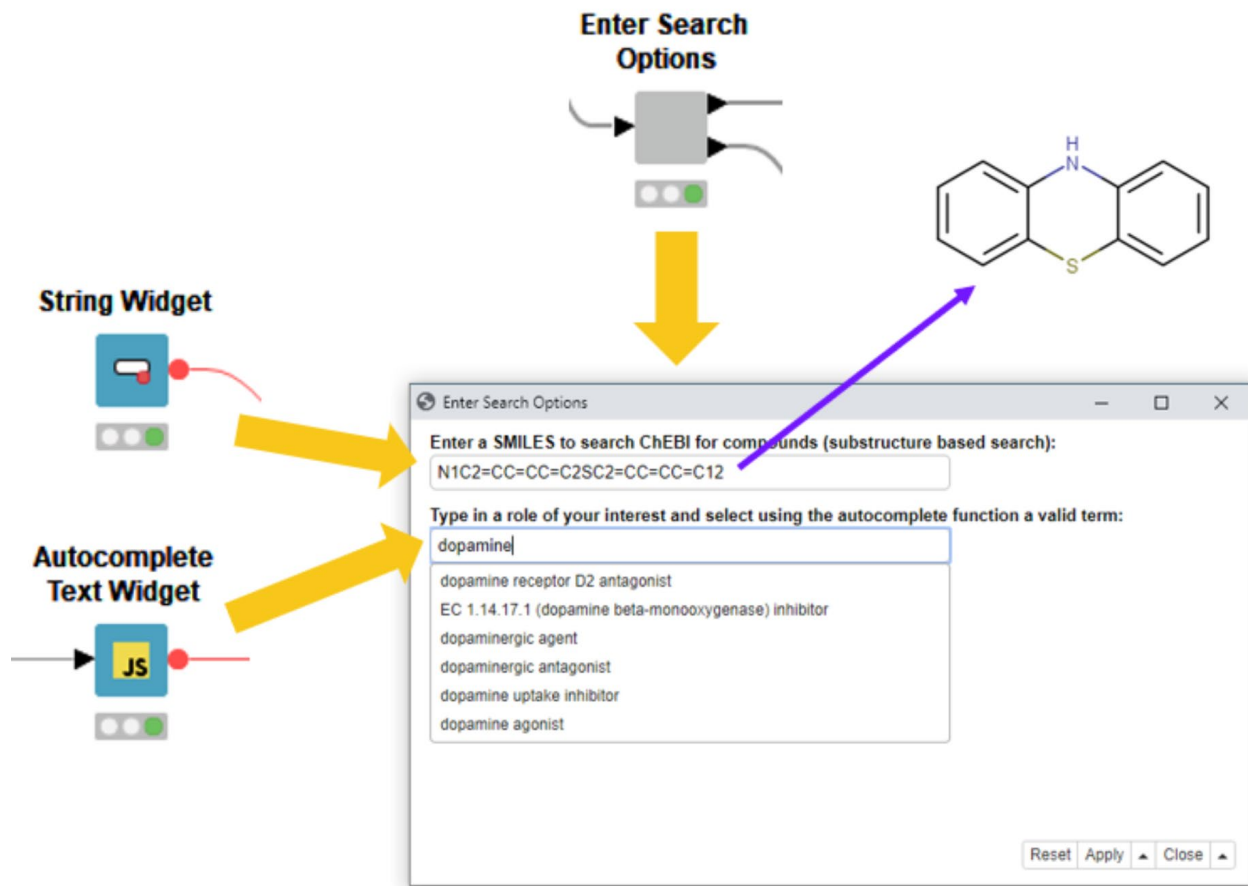 Enter Search
Options
H
N
S
String Widget
Enter Search Options
Enter a SMILES to search ChEBI for compounds (substructure based search):
N1C2=CC=CC=C2SC2=CC=CC=C12
Type in a role of your interest and select using the autocomplete function a valid term:
dopamine
Autocomplete
Text Widget
JS
dopamine receptor D2 antagonist
EC 1.14.17.1 (dopamine beta-monooxygenase) inhibitor
dopaminergic agent
dopaminergic antagonist
dopamine uptake inhibitor
dopamine agonist
Reset Apply Close